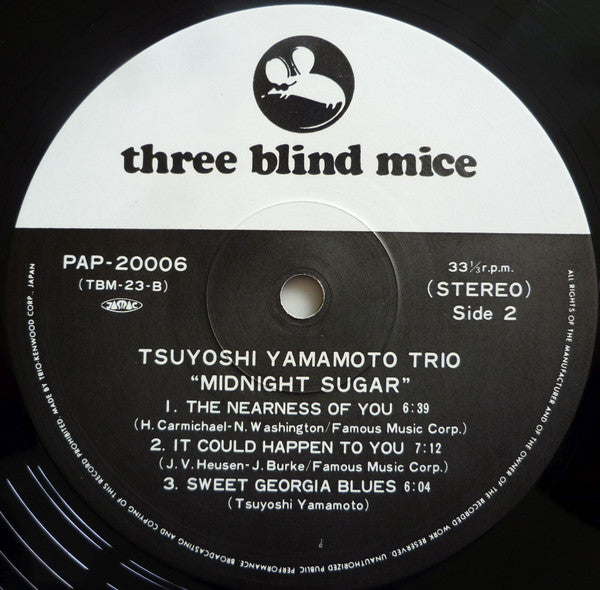 three blind mice
PAP-20006
(TBM-23-B)
JASRAC
33⅓r.p.m.
(STEREO)
Side 2
TSUYOSHI YAMAMOTO TRIO
"MIDNIGHT SUGAR"
1. THE NEARNESS OF YOU 6:39
(H. Carmichael-N. Washington/Famous Music Corp.)
2. IT COULD HAPPEN TO YOU 7:12
(J. V. Heusen-J. Burke/Famous Music Corp.)
3. SWEET GEORGIA BLUES 6:04
(Tsuyoshi Yamamoto)
ALL RIGHTS OF THE MANUFACTURER AND OF THE OWNER OF THE RECORDED WORK RESERVED. UNAUTHORIZED PUBLIC PERFORMANCE BROADCASTING AND COPYING OF THIS RECORD PROHIBITED. MADE BY TRIO-KENWOOD CORP., JAPAN